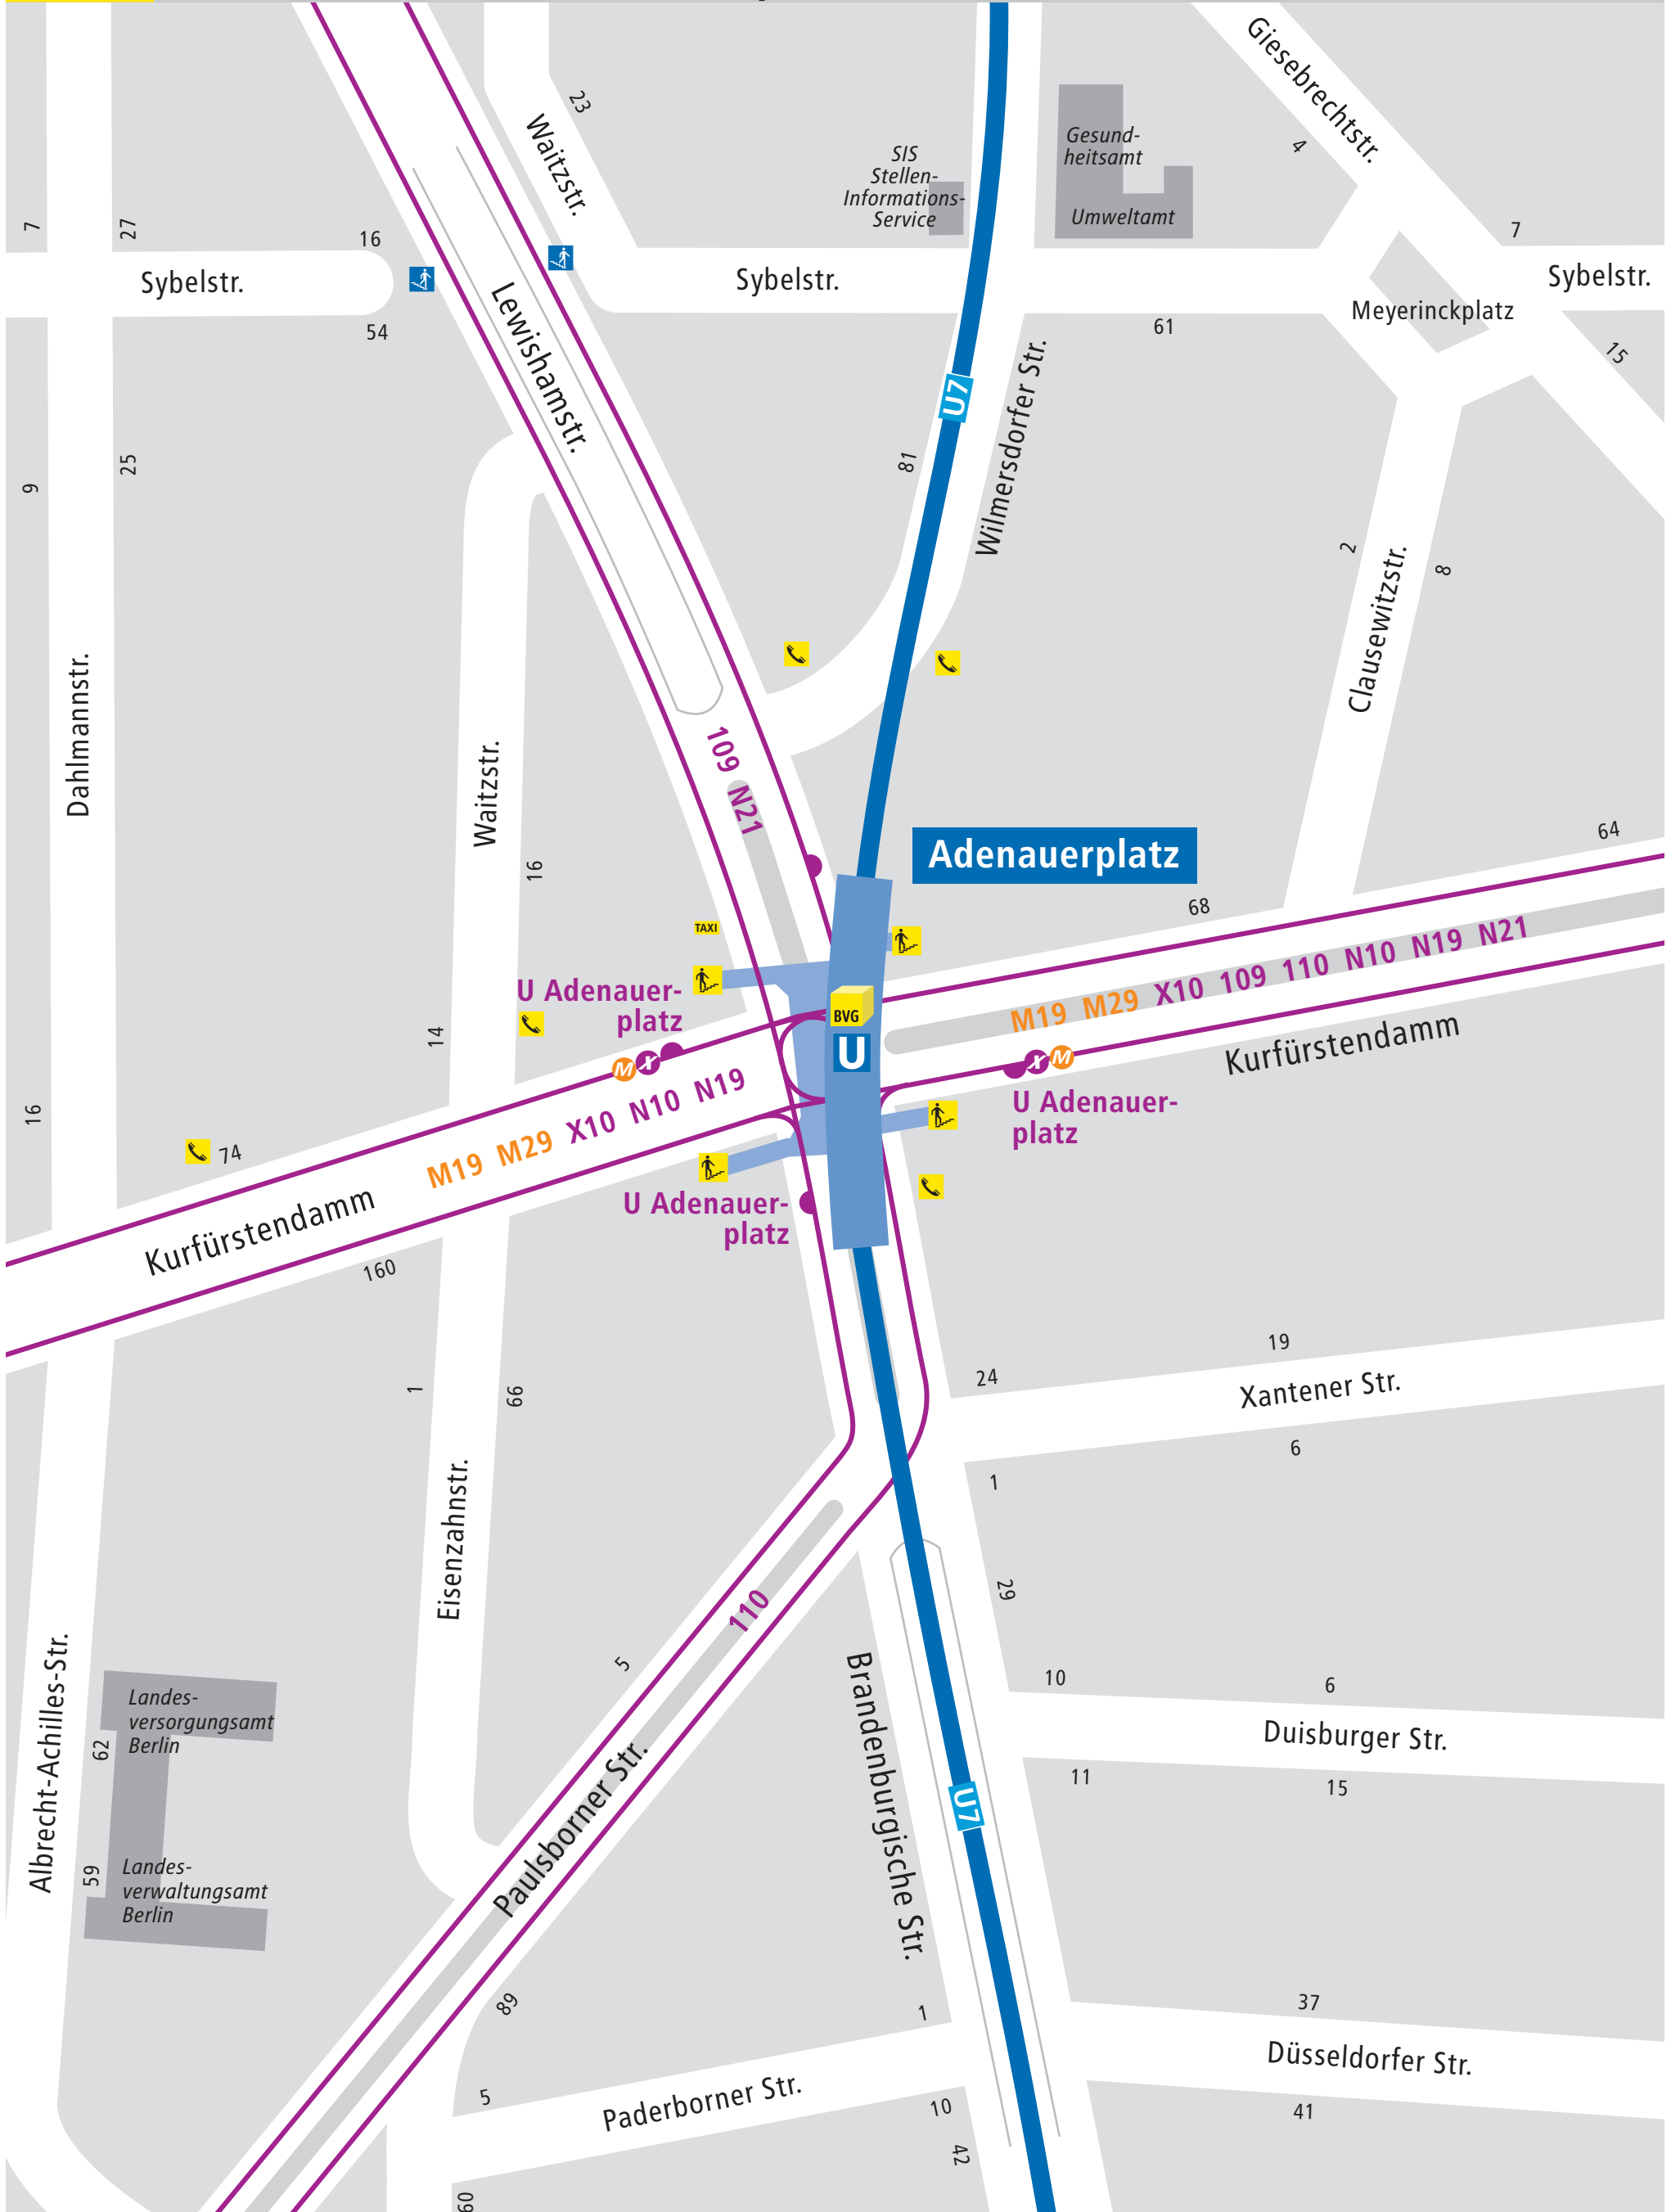 Giesebrechtstr.
23
Waitzstr.
4
Gesund-
heitsamt
Umweltamt
SIS
Stellen-
Informations-
Service
7
27
16
7
Sybelstr.
Sybelstr.
Sybelstr.
Meyerinckplatz
54
61
15
Lewishamstr.
U7
Wilmersdorfer Str.
81
9
25
2
8
Clausewitzstr.
Dahlmannstr.
Waitzstr.
109 N21
16
Adenauerplatz
64
68
TAXI
U Adenauer-
platz
M19 M29 X10 109 110 N10 N19 N21
Kurfürstendamm
BVG
U
14
M X
X M
M19 M29 X10 N10 N19
U Adenauer-
platz
16
74
U Adenauer-
platz
Kurfürstendamm
160
19
24
Xantener Str.
1
66
6
1
Eisenzahnstr.
29
110
5
Albrecht-Achilles-Str.
Landes-
versorgungsamt
Berlin
62
10
6
Duisburger Str.
11
15
Brandenburgische Str.
U7
Paulsborner Str.
59
Landes-
verwaltungsamt
Berlin
89
1
37
Düsseldorfer Str.
5
Paderborner Str.
10
41
42
60